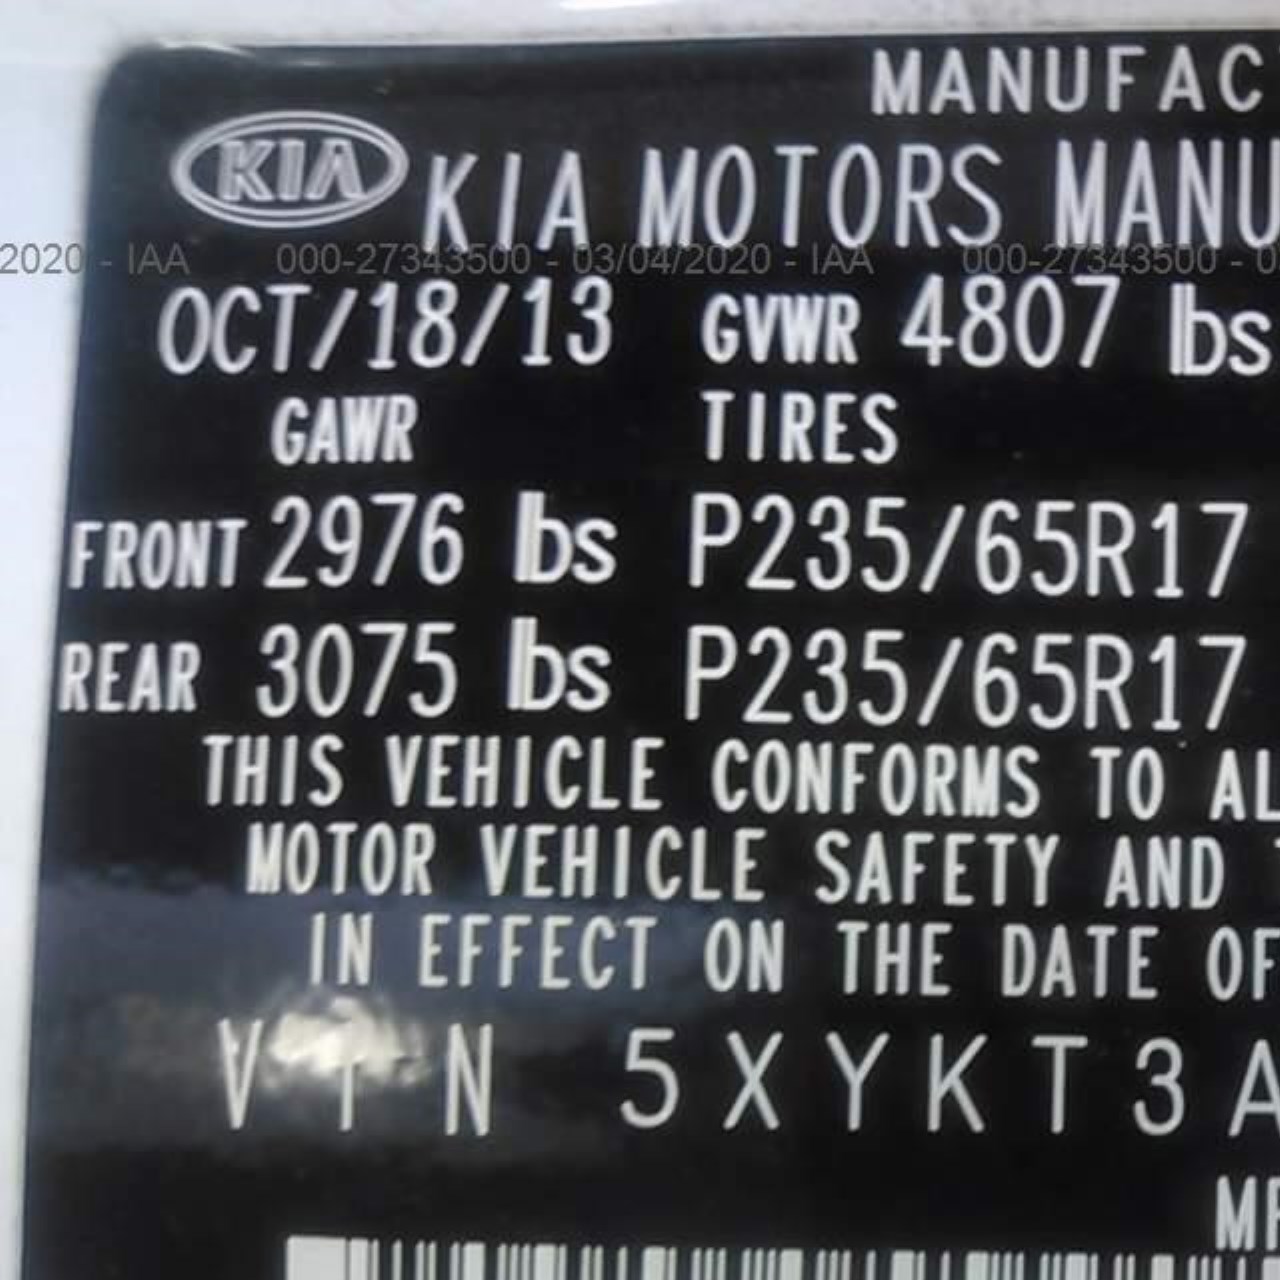 MANUFAC
KIA KIA MOTORS MANU
2020 - IAA 000-27343500 - 03/04/2020 - IAA 000-27343500 - 0
OCT/18/13 GVWR 4807 lbs
GAWR TIRES
FRONT 2976 lbs P235/65R17
REAR 3075 lbs P235/65R17
THIS VEHICLE CONFORMS TO AL
MOTOR VEHICLE SAFETY AND T
IN EFFECT ON THE DATE OF
VIN 5XYKT3A
MP